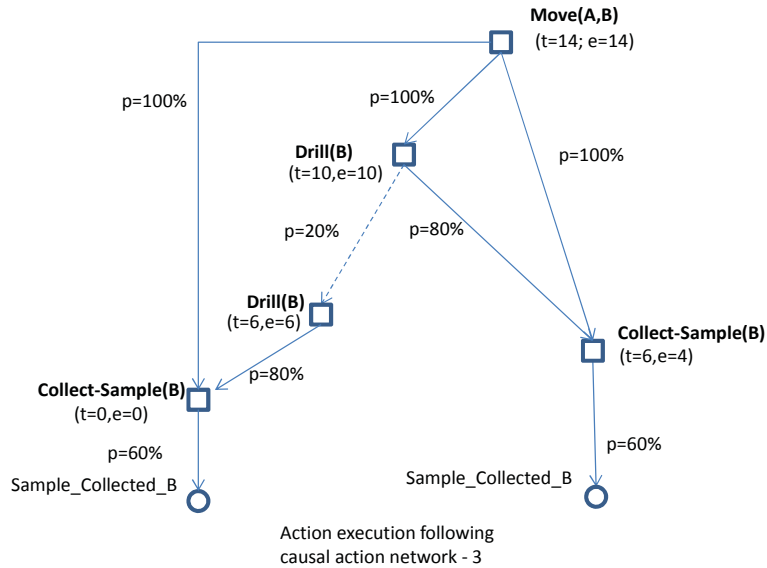 Move(A,B)
(t=14; e=14)
p=100%
p=100%
Drill(B)
(t=10,e=10)
p=100%
p=20%
p=80%
Drill(B)
(t=6,e=6)
Collect-Sample(B)
(t=6,e=4)
p=80%
Collect-Sample(B)
(t=0,e=0)
p=60%
p=60%
Sample_Collected_B
Sample_Collected_B
Action execution following
causal action network - 3